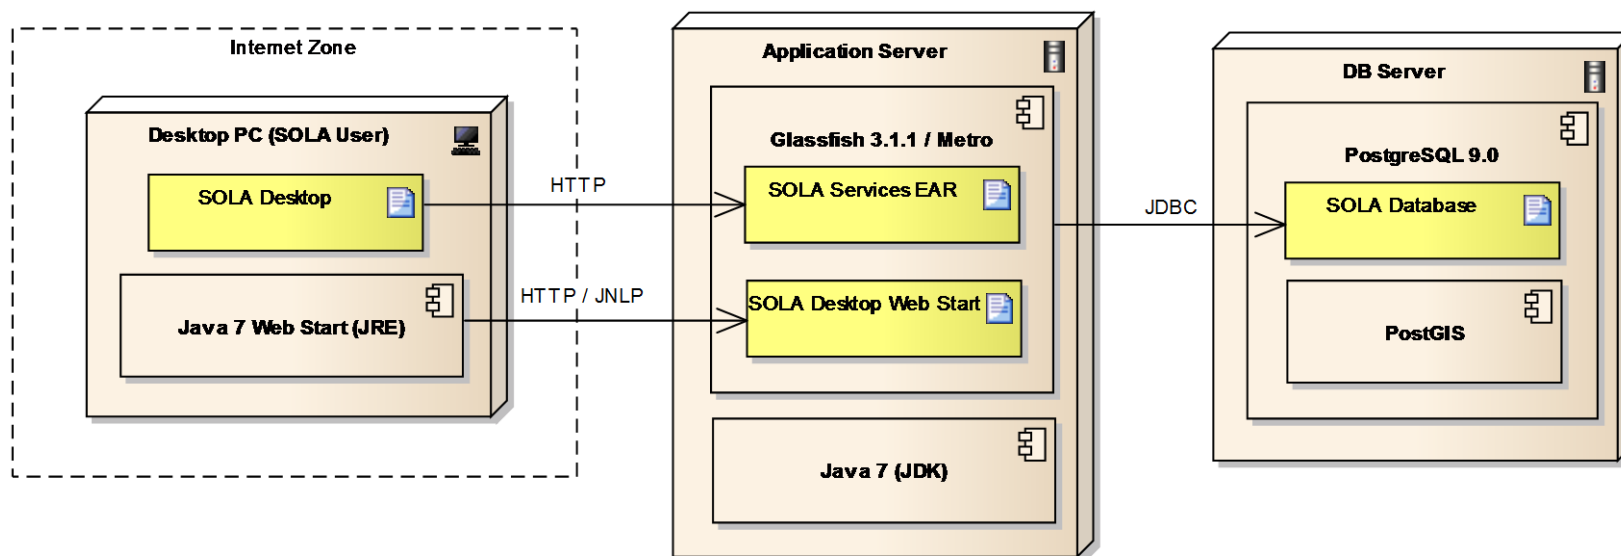 Internet Zone
Desktop PC (SOLA User)
SOLA Desktop
Java 7 Web Start (JRE)
HTTP
HTTP / JNLP
Application Server
Glassfish 3.1.1 / Metro
SOLA Services EAR
SOLA Desktop Web Start
Java 7 (JDK)
JDBC
DB Server
PostgreSQL 9.0
SOLA Database
PostGIS